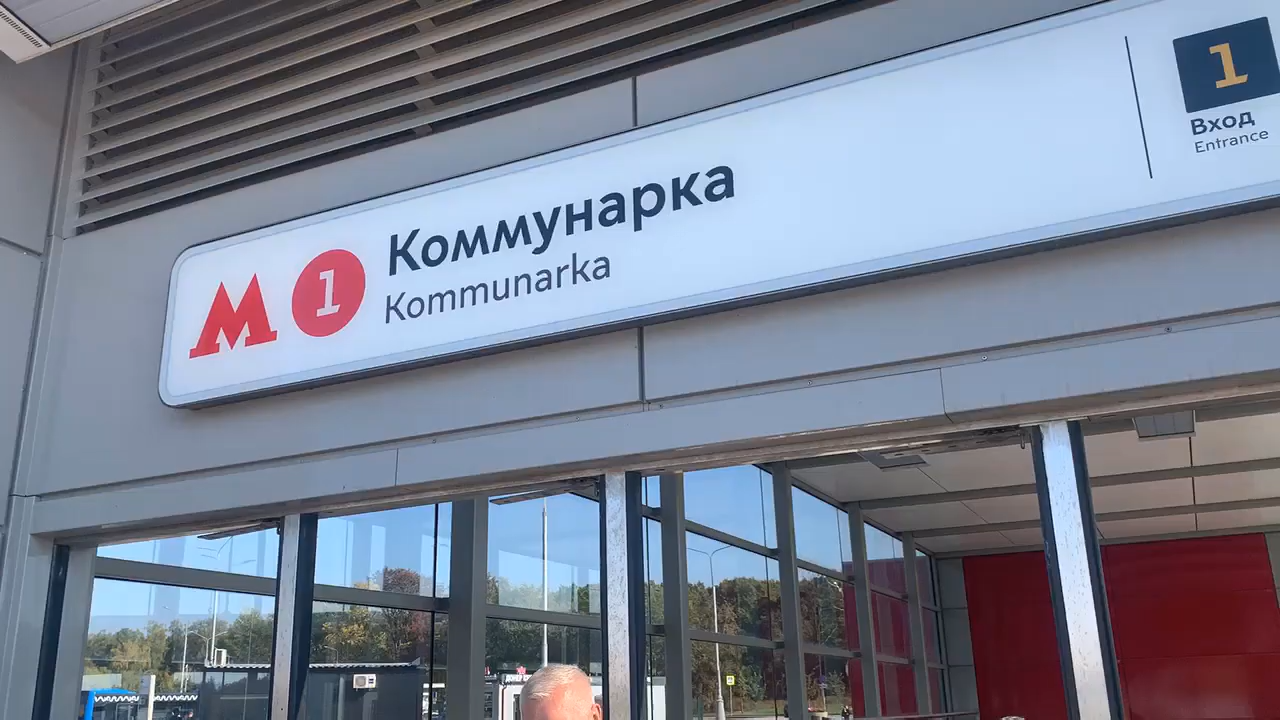 М 1 Коммунарка
Kommunarka
1
Вход
Entrance